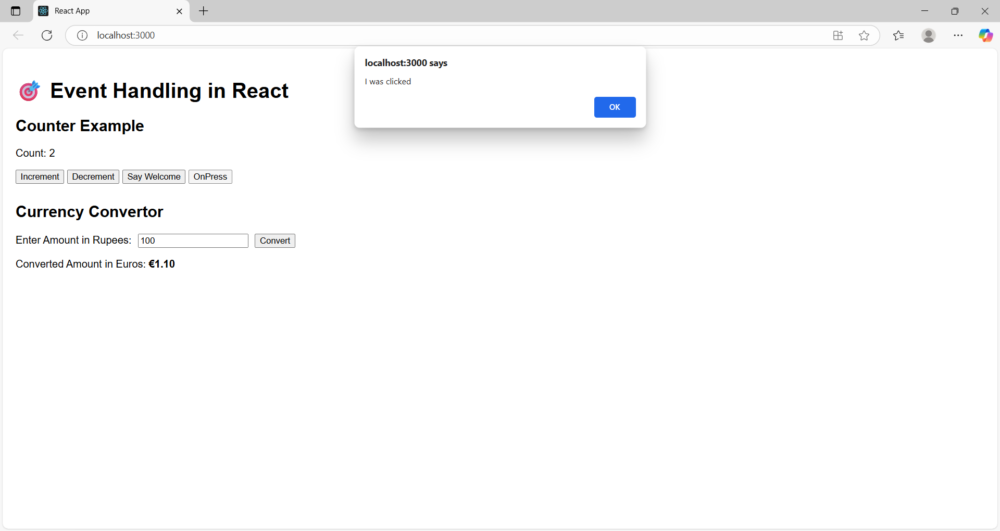 React App
localhost:3000
localhost:3000 says
I was clicked
OK
Event Handling in React
Counter Example
Count: 2
Increment Decrement Say Welcome OnPress
Currency Convertor
Enter Amount in Rupees: 100 Convert
Converted Amount in Euros: €1.10